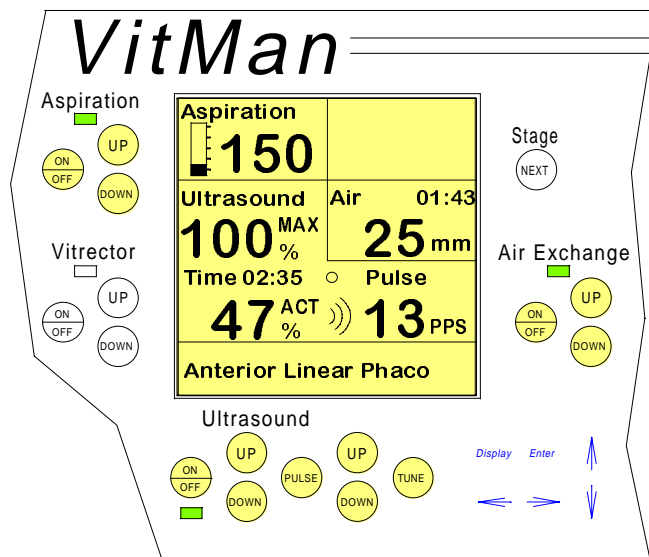 VitMan
Aspiration
UP
ON
OFF
DOWN
Vitrector
UP
ON
OFF
DOWN
Aspiration
150
Ultrasound
100 MAX %
Air 01:43
25 mm
Time 02:35 Pulse
47 ACT % 13 PPS
Anterior Linear Phaco
Stage
NEXT
Air Exchange
UP
ON
OFF
DOWN
Ultrasound
ON
OFF
UP
DOWN
PULSE
UP
DOWN
TUNE
Display Enter